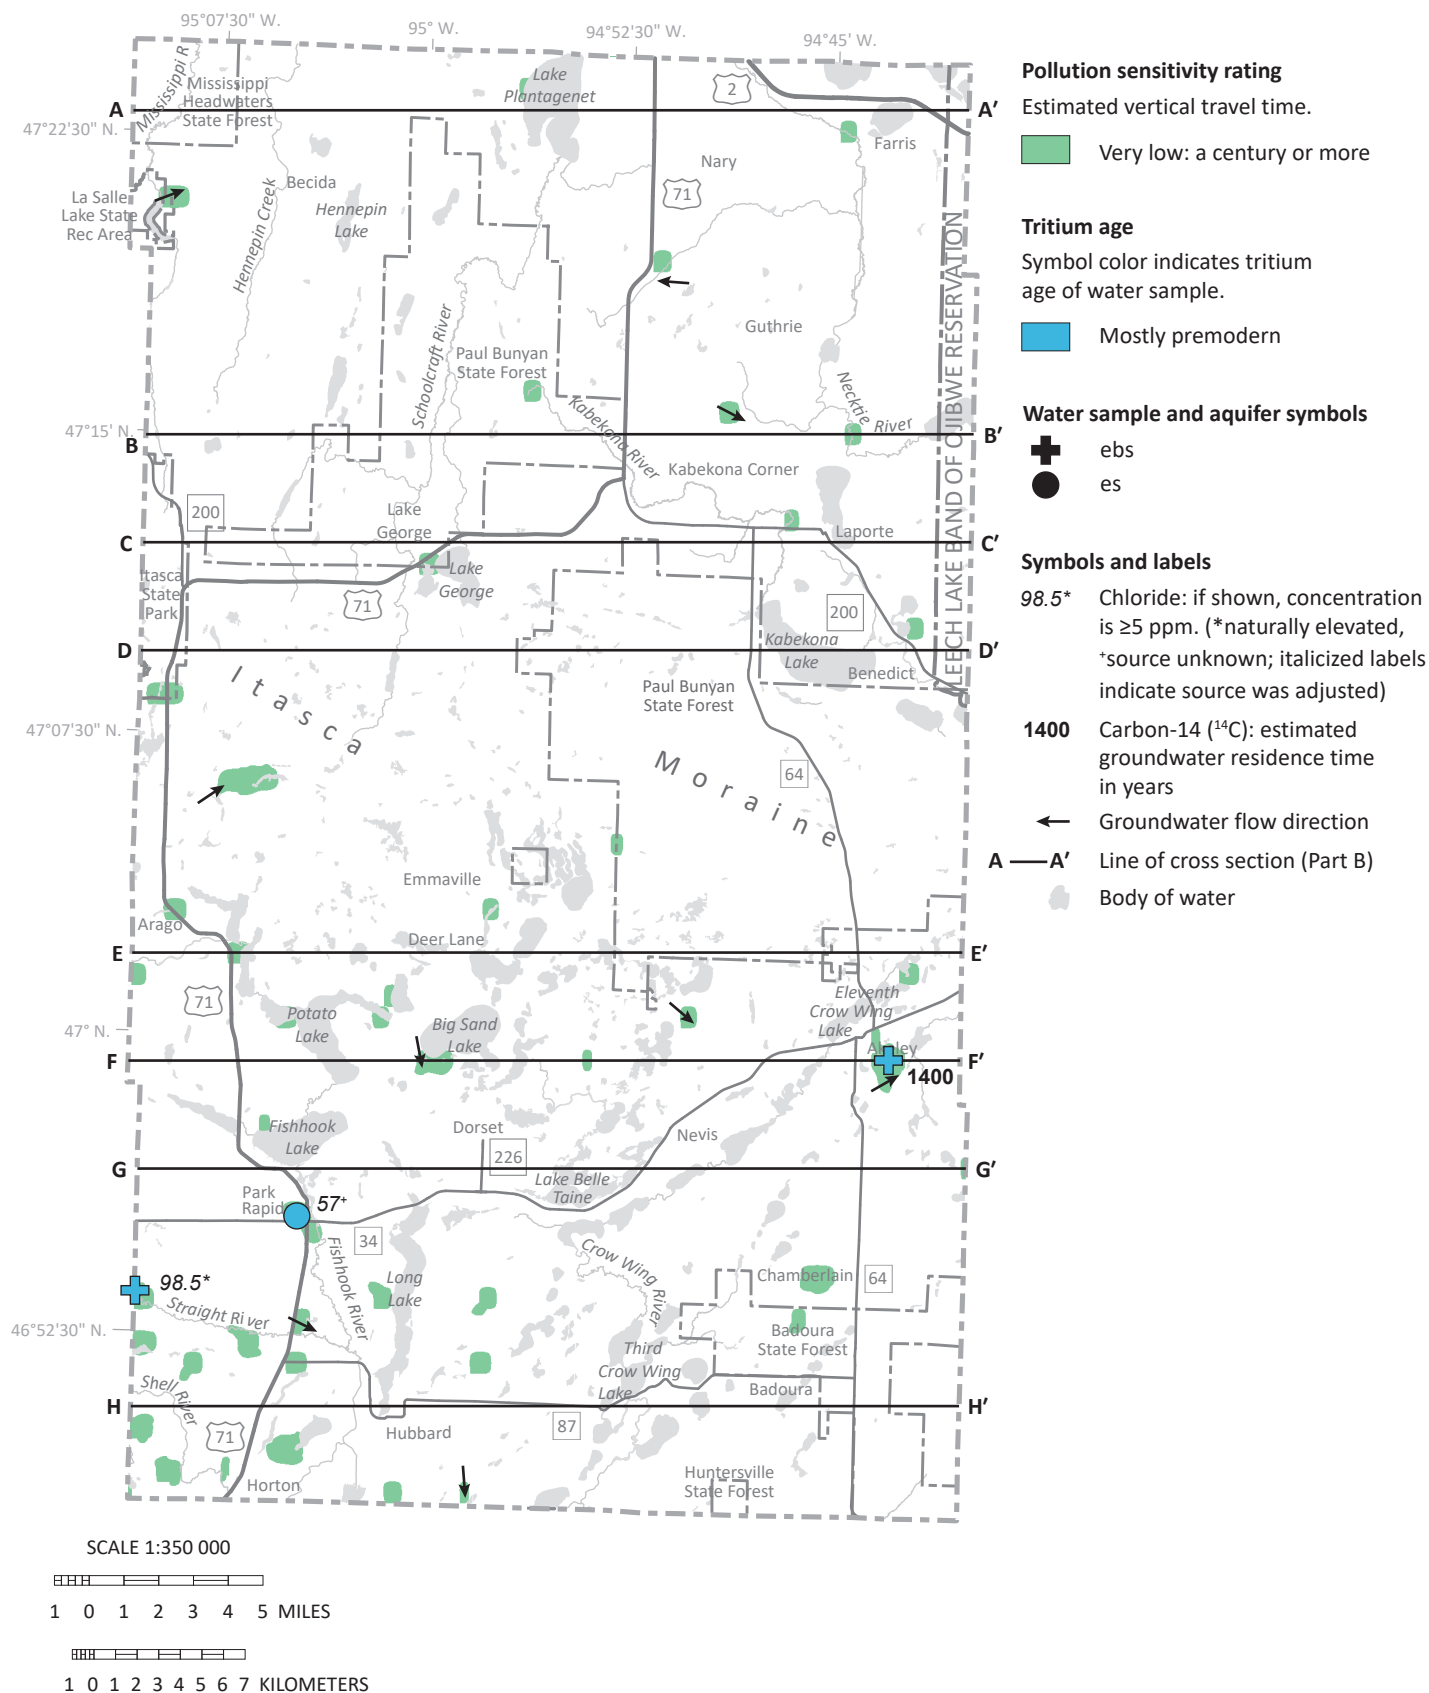 95°07'30" W.
95° W.
94°52'30" W.
94°45' W.
Mississippi R
Mississippi
Headwaters
State Forest
Lake
Plantagenet
2
A
A′
47°22'30" N.
Farris
Nary
71
La Salle
Lake State
Rec Area
Becida
Hennepin
Lake
Hennepin Creek
Schoolcraft River
Guthrie
Paul Bunyan
State Forest
Kabekona River
Necktie
River
LEECH LAKE BAND OF OJIBWE RESERVATION
47°15' N.
B
B′
Kabekona Corner
200
Lake
George
Laporte
C
C′
Itasca
State
Park
71
Lake
George
200
Kabekona
Lake
D
D′
Benedict
Paul Bunyan
State Forest
Itasca
Moraine
47°07'30" N.
64
Emmaville
Arago
Deer Lane
E
E′
71
Potato
Lake
Big Sand
Lake
Eleventh
Crow Wing
Lake
47° N.
F
F′
1400
Fishhook
Lake
Dorset
Nevis
226
G
G′
Lake Belle
Taine
Park
Rapid
57+
34
Fishhook River
Long
Lake
Crow Wing River
Chamberlain
64
98.5*
Straight River
46°52'30" N.
Badoura
State Forest
Third
Crow Wing
Lake
Badoura
Shell River
H
H′
71
Hubbard
87
Horton
Huntersville
State Forest
SCALE 1:350 000
1 0 1 2 3 4 5 MILES
1 0 1 2 3 4 5 6 7 KILOMETERS
Pollution sensitivity rating
Estimated vertical travel time.
Very low: a century or more
Tritium age
Symbol color indicates tritium
age of water sample.
Mostly premodern
Water sample and aquifer symbols
ebs
es
Symbols and labels
98.5* Chloride: if shown, concentration
is ≥5 ppm. (*naturally elevated,
+source unknown; italicized labels
indicate source was adjusted)
1400 Carbon-14 (14C): estimated
groundwater residence time
in years
Groundwater flow direction
A A′ Line of cross section (Part B)
Body of water